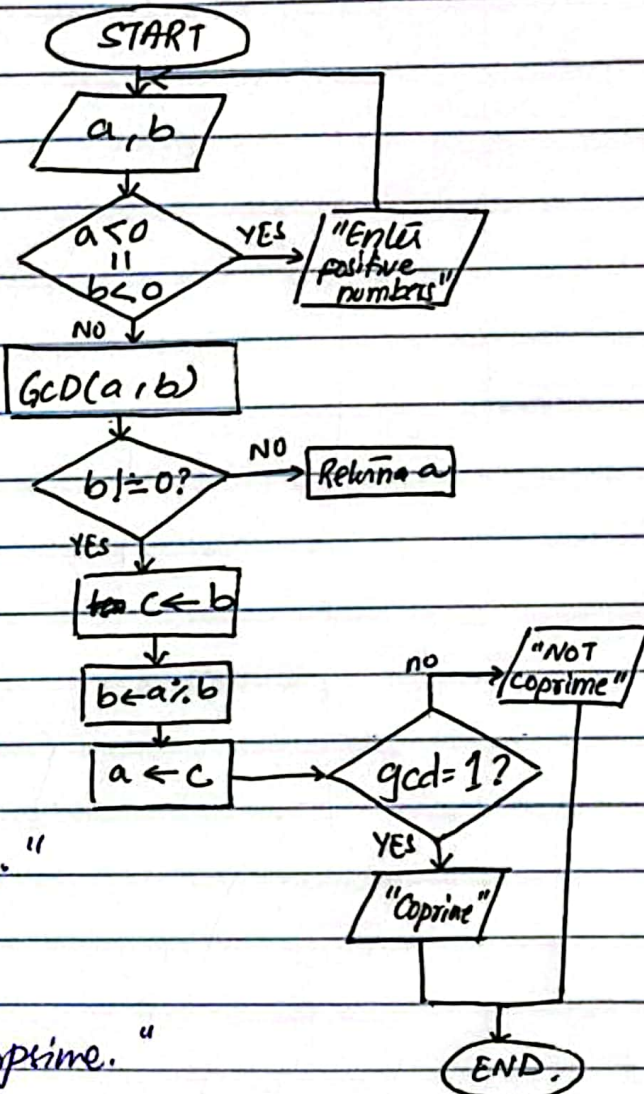 START
a, b
a<0
||
b<0
YES
"Enter
positive
numbers"
NO
GCD(a, b)
b!=0?
NO
Return a
YES
C ← b
b←a%b
a ← c
gcd=1?
no
"NOT
coprime"
YES
"Coprime"
."
coprime."
END.